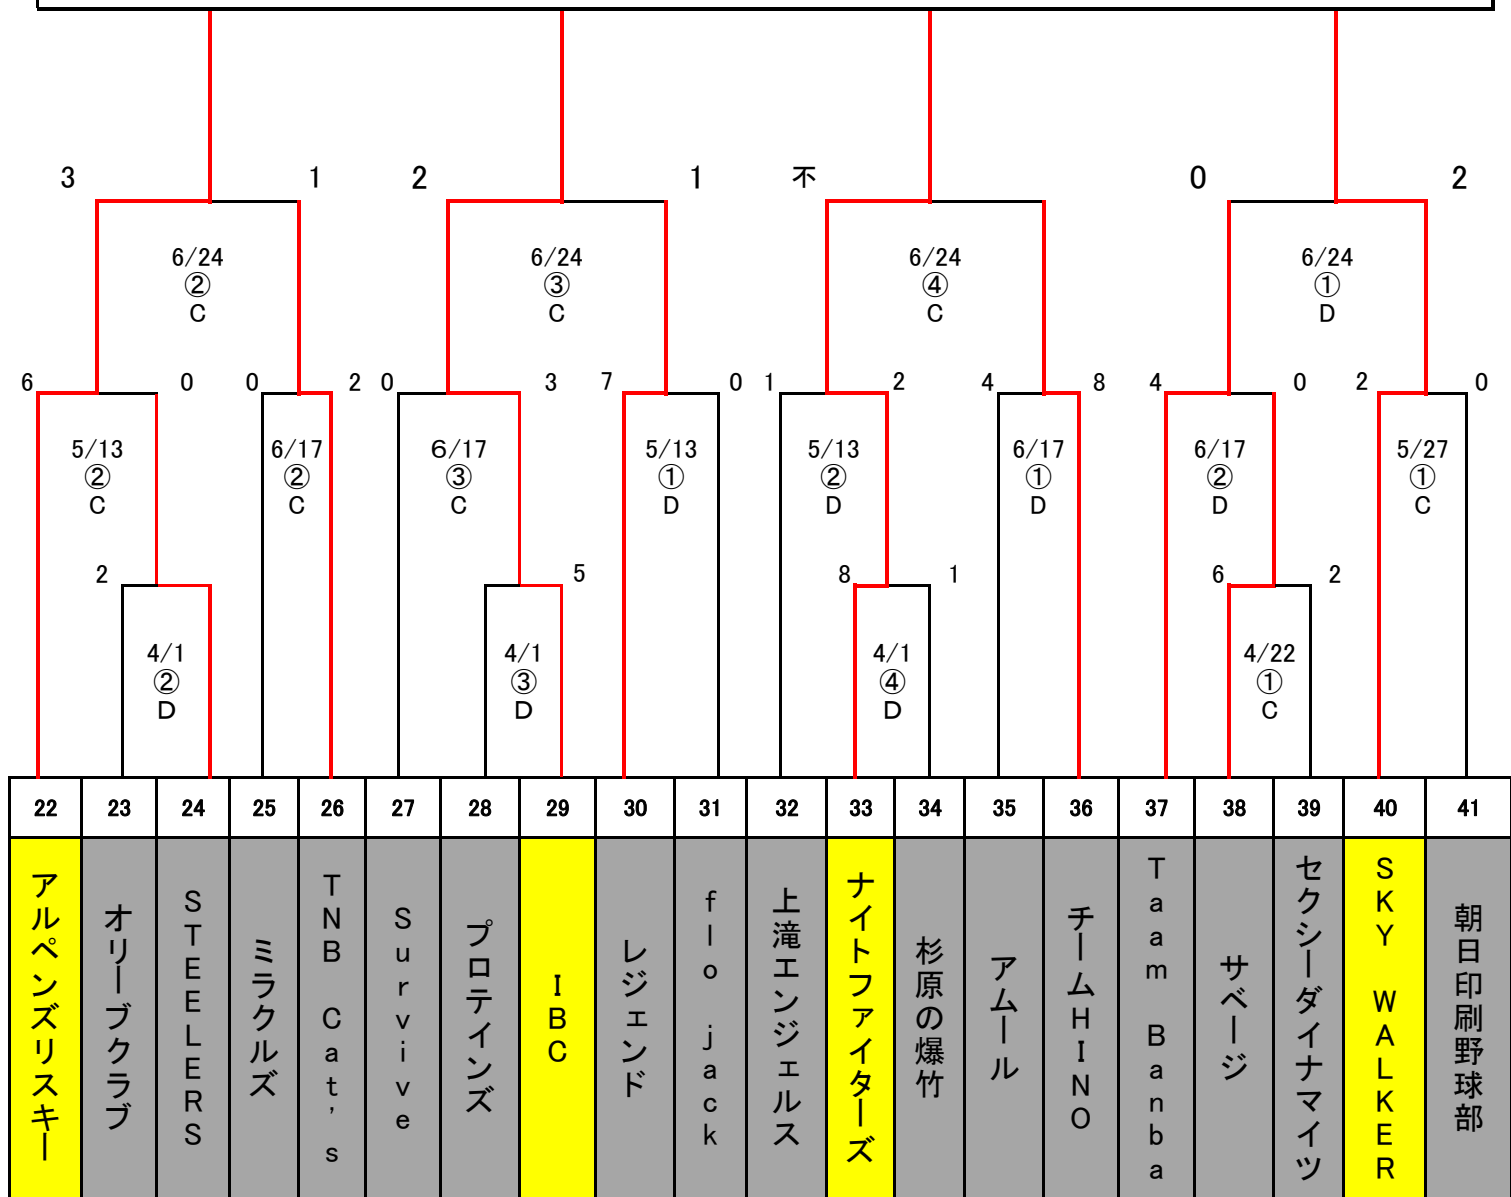 3 1 2 1 不 0 2
6/24 6/24 6/24 6/24
② ③ ④ ①
C C C D
6 0 0 2 0 3 7 0 1 2 4 8 4 0 2 0
5/13 6/17 6/17 5/13 5/13 6/17 6/17 5/27
② ② ③ ① ② ① ② ①
C C C D D D D C
2 5 8 1 6 2
4/1 4/1 4/1 4/22
② ③ ④ ①
D D D C
22 23 24 25 26 27 28 29 30 31 32 33 34 35 36 37 38 39 40 41
アルペンズリスキー
オリーブクラブ
STEELERS
ミラクルズ
TNB Cat's
Survive
プロテインズ
IBC
レジェンド
flo jack
上滝エンジェルス
ナイトファイターズ
杉原の爆竹
アムール
チームHINO
Taam Banba
サベージ
セクシーダイナマイツ
SKY WALKER
朝日印刷野球部